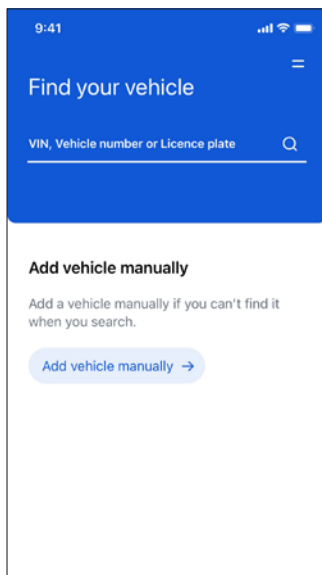 9:41
Find your vehicle
VIN, Vehicle number or Licence plate
Add vehicle manually
Add a vehicle manually if you can't find it
when you search.
Add vehicle manually →